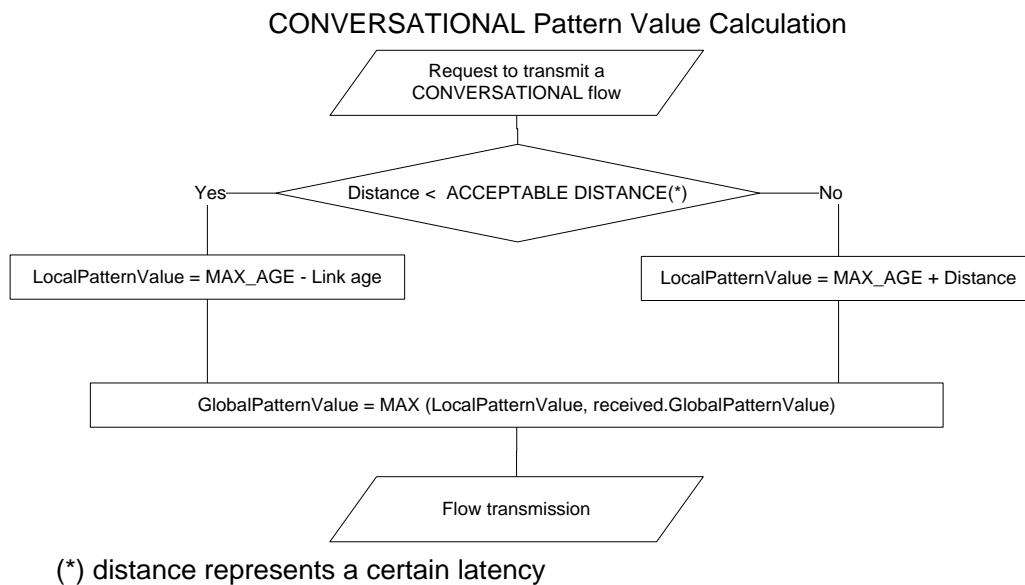 CONVERSATIONAL Pattern Value Calculation
Request to transmit a
CONVERSATIONAL flow
Distance <  ACCEPTABLE DISTANCE(*)
Yes
No
LocalPatternValue = MAX_AGE - Link age
LocalPatternValue = MAX_AGE + Distance
GlobalPatternValue = MAX (LocalPatternValue, received.GlobalPatternValue)
Flow transmission
(*) distance represents a certain latency